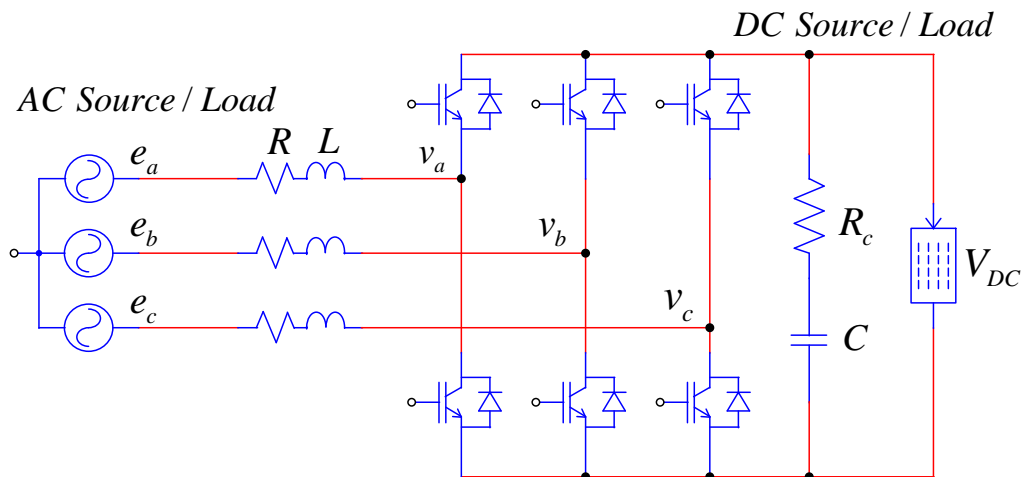 DC Source / Load
AC Source / Load
e_a
R
L
v_a
e_b
v_b
e_c
v_c
R_c
C
V_DC